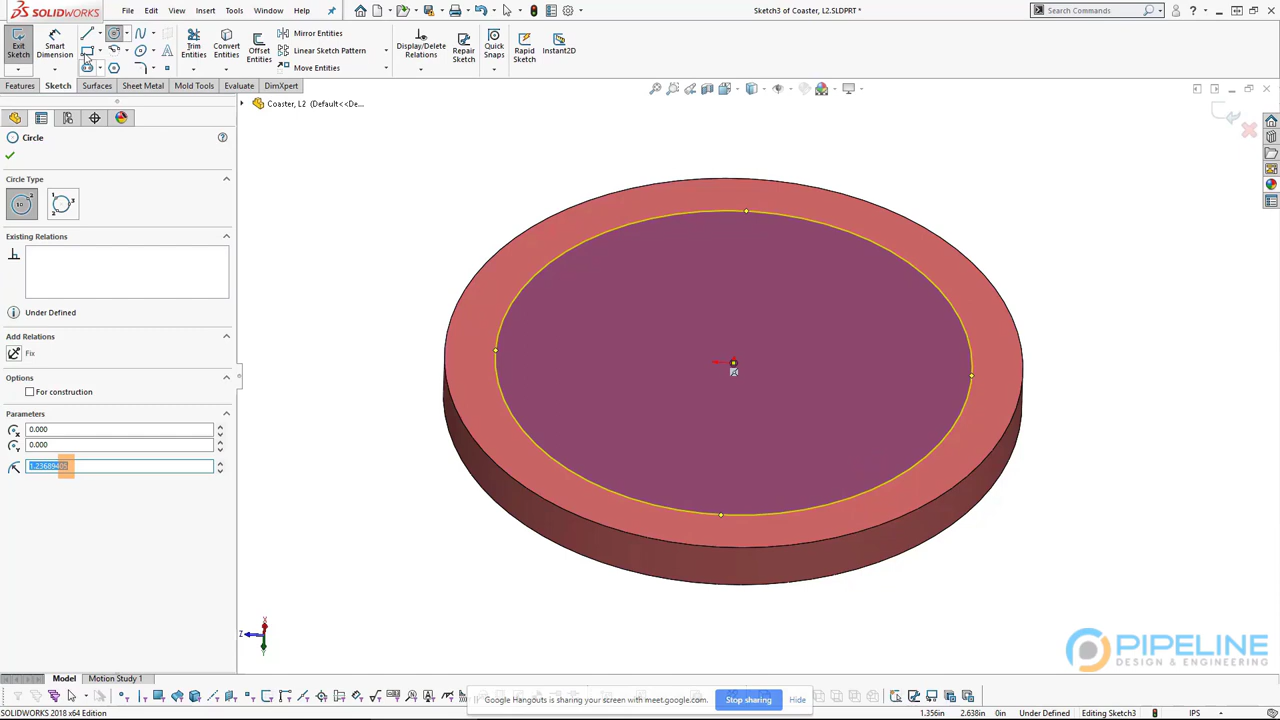 SOLIDWORKS
File Edit View Insert Tools Window Help
Sketch3 of Coaster, L2.SLDPRT *
Search Commands
Exit Sketch
Smart Dimension
Trim Entities
Convert Entities
Offset Entities
Mirror Entities
Linear Sketch Pattern
Move Entities
Display/Delete Relations
Repair Sketch
Quick Snaps
Rapid Sketch
Instant2D
Features Sketch Surfaces Sheet Metal Mold Tools Evaluate DimXpert
Coaster, L2 (Default<<De...
Circle
Circle Type
Existing Relations
Under Defined
Add Relations
Fix
Options
For construction
Parameters
0.000
0.000
1.23689405
X
Z
Y
PIPELINE
DESIGN & ENGINEERING
Model Motion Study 1
Google Hangouts is sharing your screen with meet.google.com. Stop sharing Hide
SOLIDWORKS 2018 x64 Edition
1.356in 2.638in 0in Under Defined Editing Sketch3 IPS